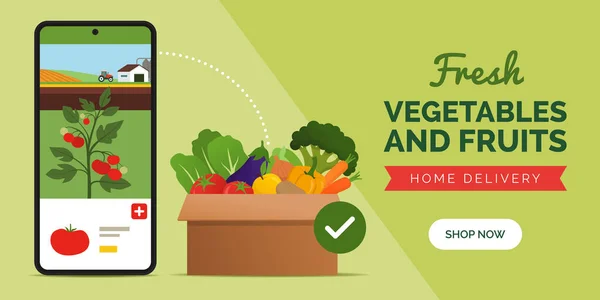 Fresh
VEGETABLES
AND FRUITS
HOME DELIVERY
SHOP NOW